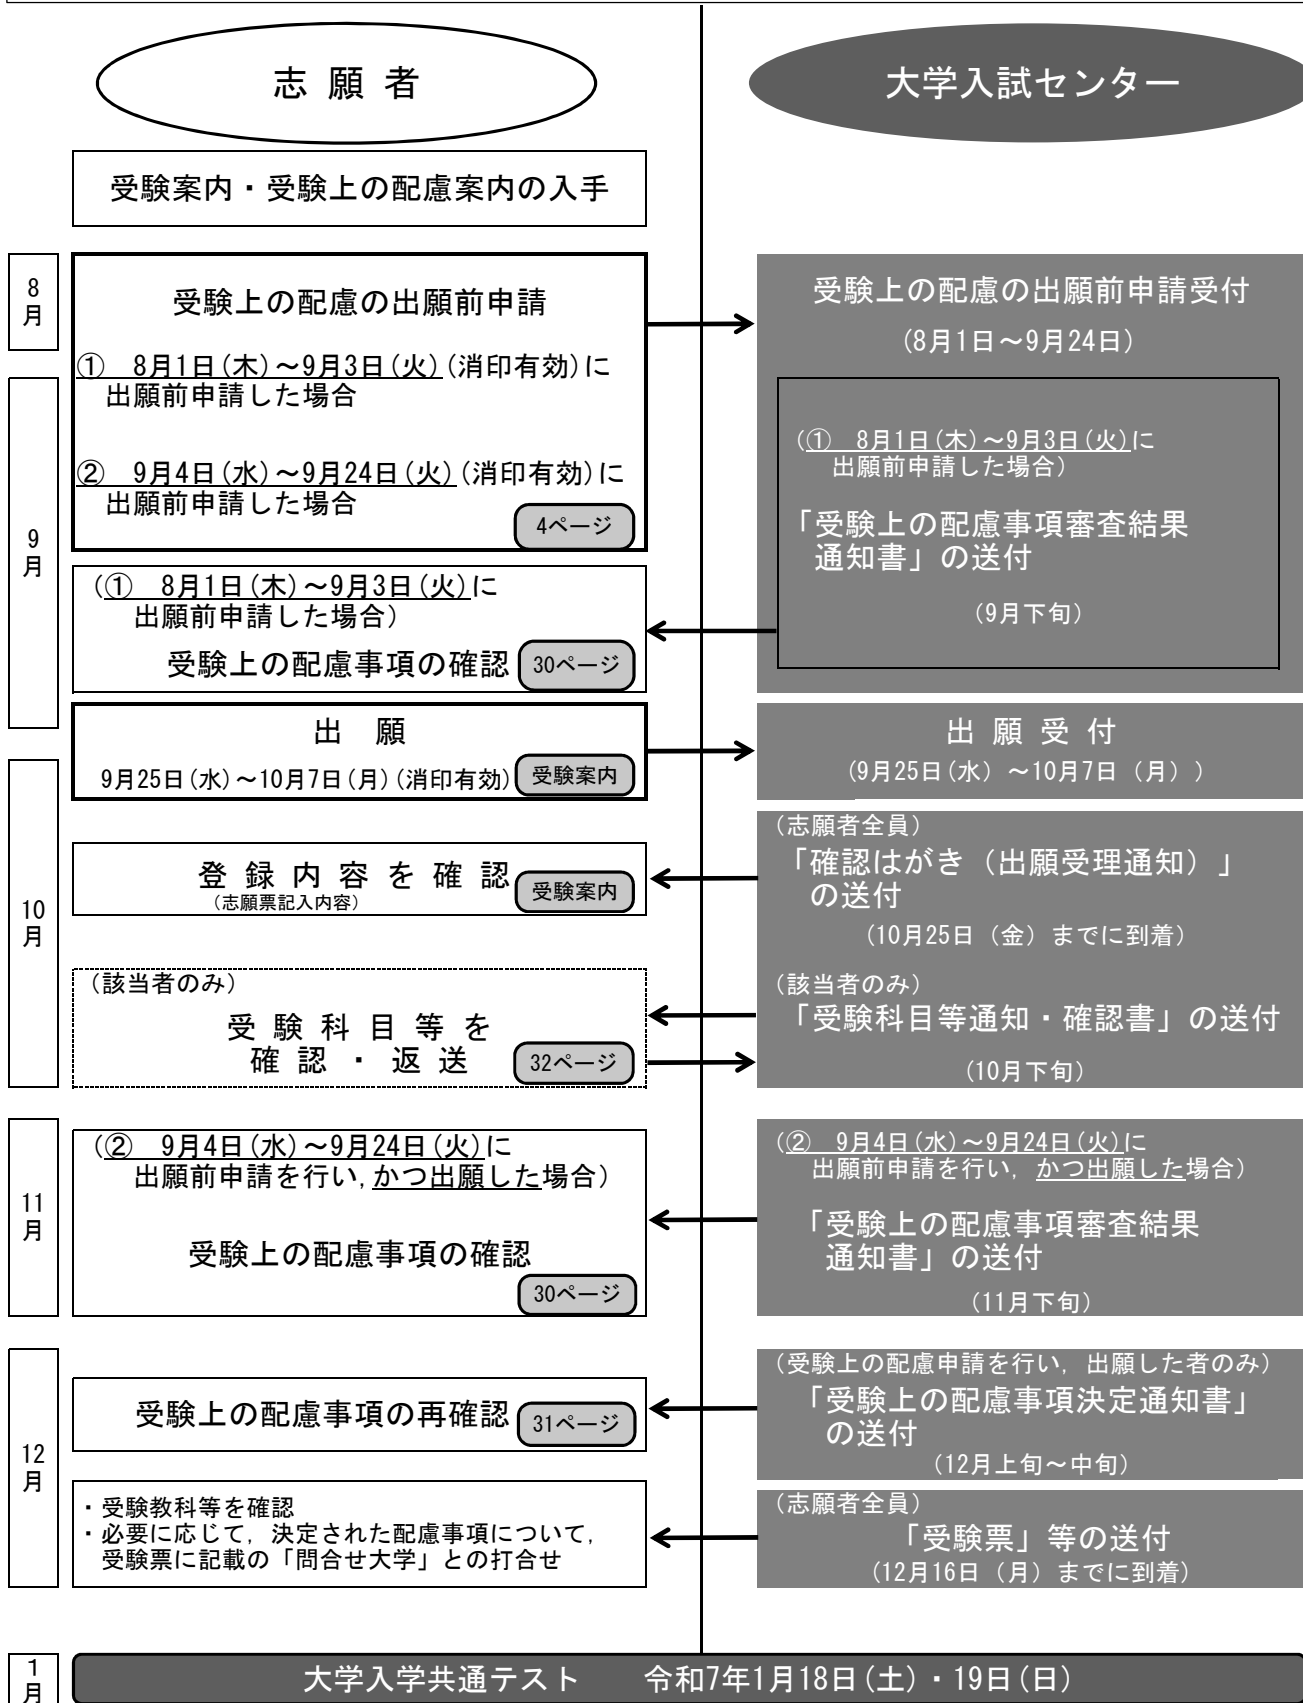 志 願 者
大学入試センター
受験案内・受験上の配慮案内の入手
8
月
受験上の配慮の出願前申請
① 8月1日(木)～9月3日(火)(消印有効)に
出願前申請した場合
② 9月4日(水)～9月24日(火)(消印有効)に
出願前申請した場合
4ページ
受験上の配慮の出願前申請受付
(8月1日～9月24日)
(① 8月1日(木)～9月3日(火)に
出願前申請した場合)
「受験上の配慮事項審査結果
通知書」の送付
(9月下旬)
9
月
(① 8月1日(木)～9月3日(火)に
出願前申請した場合)
受験上の配慮事項の確認
30ページ
出 願
9月25日(水)～10月7日(月)(消印有効)
受験案内
出 願 受 付
(9月25日(水)～10月7日(月))
10
月
登 録 内 容 を 確 認
(志願票記入内容)
受験案内
(志願者全員)
「確認はがき(出願受理通知)」
の送付
(10月25日(金)までに到着)
(該当者のみ)
受 験 科 目 等 を
確 認 ・ 返 送
32ページ
(該当者のみ)
「受験科目等通知・確認書」の送付
(10月下旬)
11
月
(② 9月4日(水)～9月24日(火)に
出願前申請を行い,かつ出願した場合)
受験上の配慮事項の確認
30ページ
(② 9月4日(水)～9月24日(火)に
出願前申請を行い,かつ出願した場合)
「受験上の配慮事項審査結果
通知書」の送付
(11月下旬)
12
月
受験上の配慮事項の再確認
31ページ
(受験上の配慮申請を行い,出願した者のみ)
「受験上の配慮事項決定通知書」
の送付
(12月上旬～中旬)
・受験教科等を確認
・必要に応じて,決定された配慮事項について,
受験票に記載の「問合せ大学」との打合せ
(志願者全員)
「受験票」等の送付
(12月16日(月)までに到着)
1
月
大学入学共通テスト 令和7年1月18日(土)・19日(日)